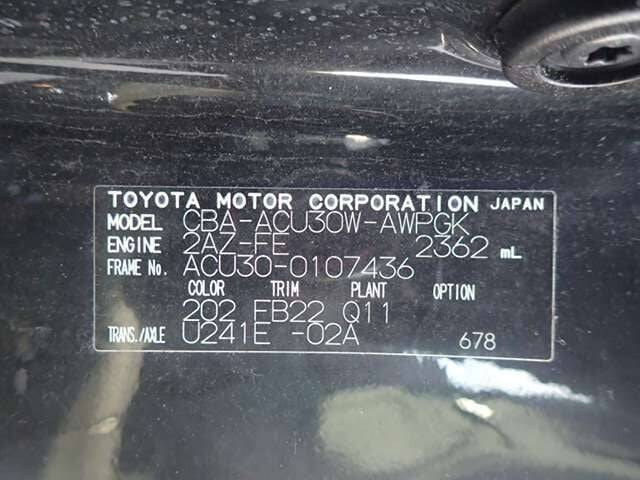 TOYOTA MOTOR CORPORATION JAPAN
MODEL CBA-ACU30W-AWPGK
ENGINE 2AZ-FE 2362 mL
FRAME No. ACU30-0107436
COLOR TRIM PLANT OPTION
202 FB22 Q11
TRANS./AXLE U241E -02A 678